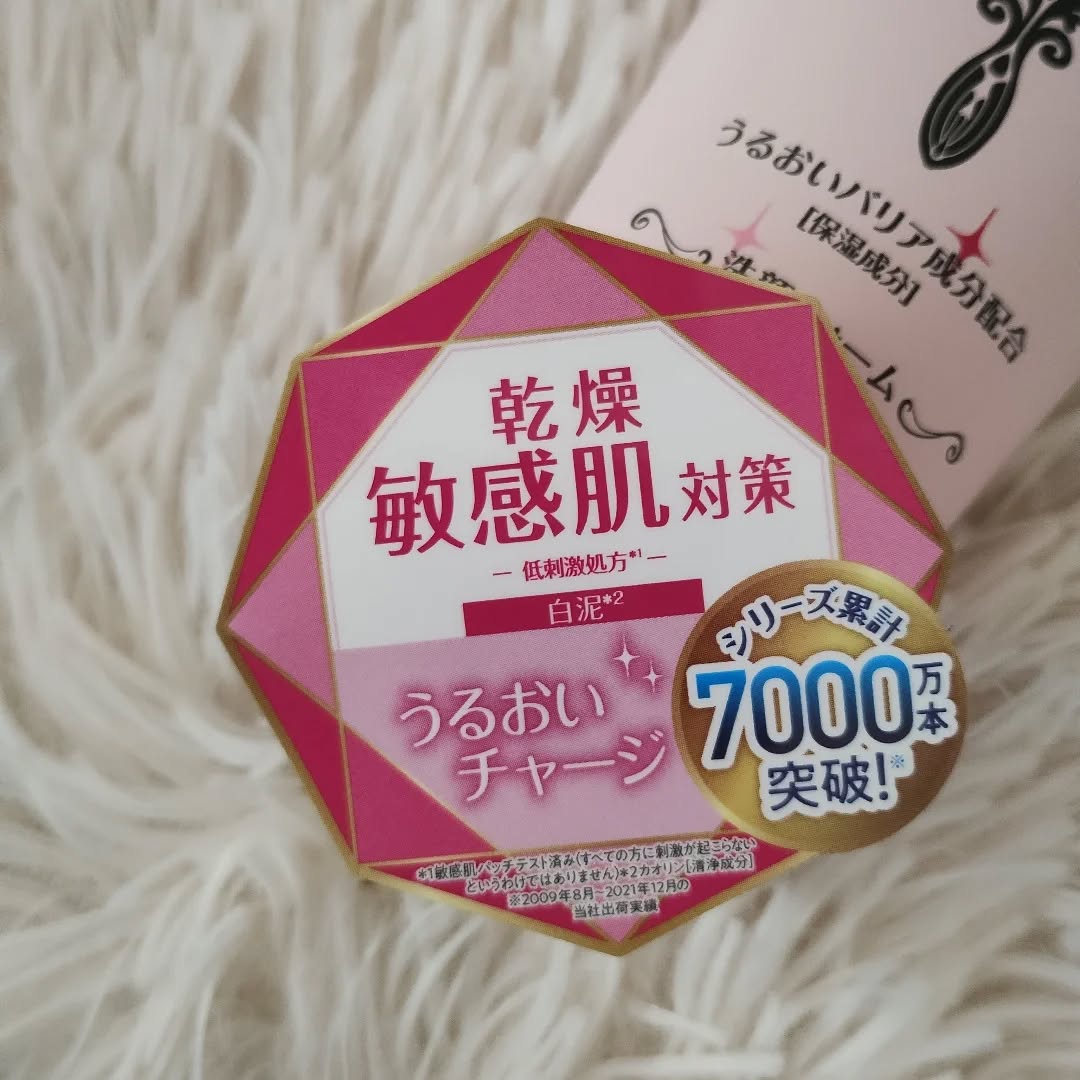 うるおいバリア成分配合
[保湿成分]
洗顔
ーム
乾燥
敏感肌対策
― 低刺激処方*1 ―
白泥*2
うるおい
チャージ
シリーズ累計
7000万本
突破!※
*1敏感肌パッチテスト済み(すべての方に刺激が起こらない
というわけではありません)*2カオリン[清浄成分]
※2009年8月~2021年12月の
当社出荷実績